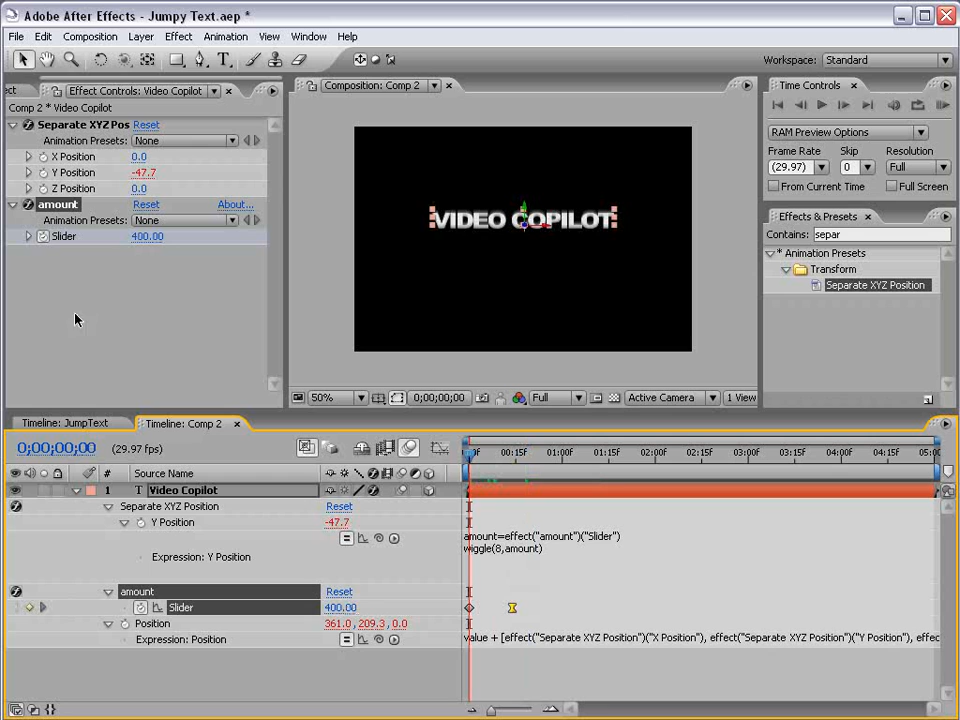 Adobe After Effects - Jumpy Text.aep *
File Edit Composition Layer Effect Animation View Window Help
Workspace: Standard
Effect Controls: Video Copilot
Comp 2 * Video Copilot
Separate XYZ Pos Reset
Animation Presets: None
X Position 0.0
Y Position -47.7
Z Position 0.0
amount Reset About...
Animation Presets: None
Slider 400.00
Composition: Comp 2
VIDEO COPILOT
50% 0;00;00;00 Full Active Camera 1 View
Time Controls
RAM Preview Options
Frame Rate Skip Resolution
(29.97) 0 Full
From Current Time Full Screen
Effects & Presets
Contains: separ
* Animation Presets
Transform
Separate XYZ Position
Timeline: JumpText Timeline: Comp 2
0;00;00;00 (29.97 fps)
00:15F 01:00F 01:15F 02:00F 02:15F 03:00F 03:15F 04:00F 04:15F 05:00
# Source Name
1 T Video Copilot
Separate XYZ Position Reset
Y Position -47.7
Expression: Y Position
amount=effect("amount")("Slider")
wiggle(8,amount)
amount Reset
Slider 400.00
Position 361.0, 209.3, 0.0
Expression: Position value + [effect("Separate XYZ Position")("X Position"), effect("Separate XYZ Position")("Y Position"), effec